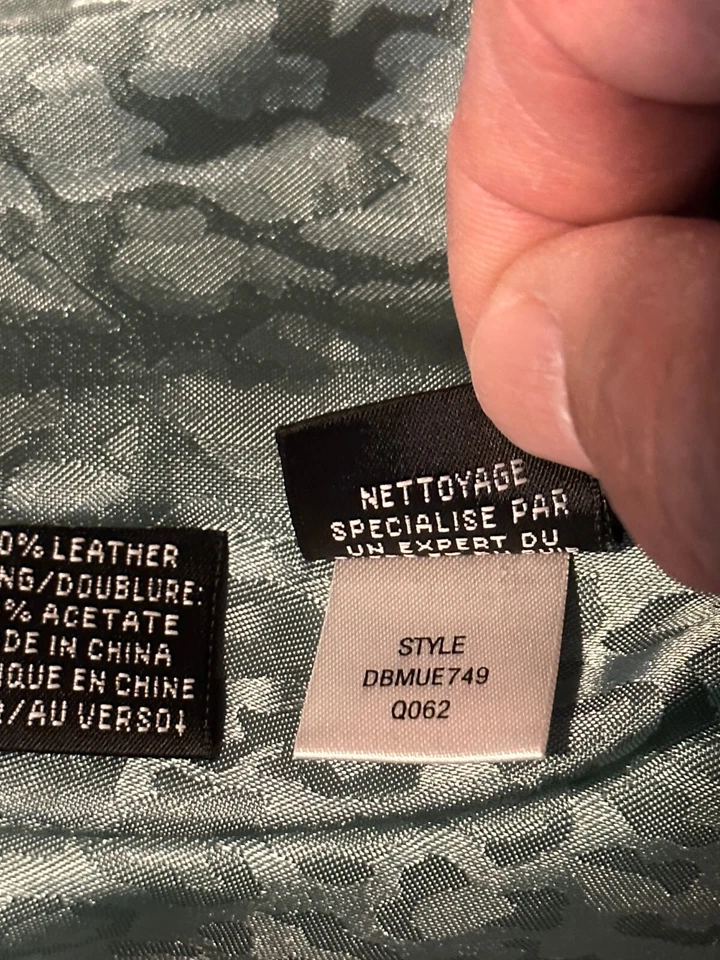 NETTOYAGE
SPECIALISE PAR
UN EXPERT DU
0% LEATHER
NG/DOUBLURE:
% ACETATE
DE IN CHINA
IQUE EN CHINE
R/AU VERSO↓
STYLE
DBMUE749
Q062